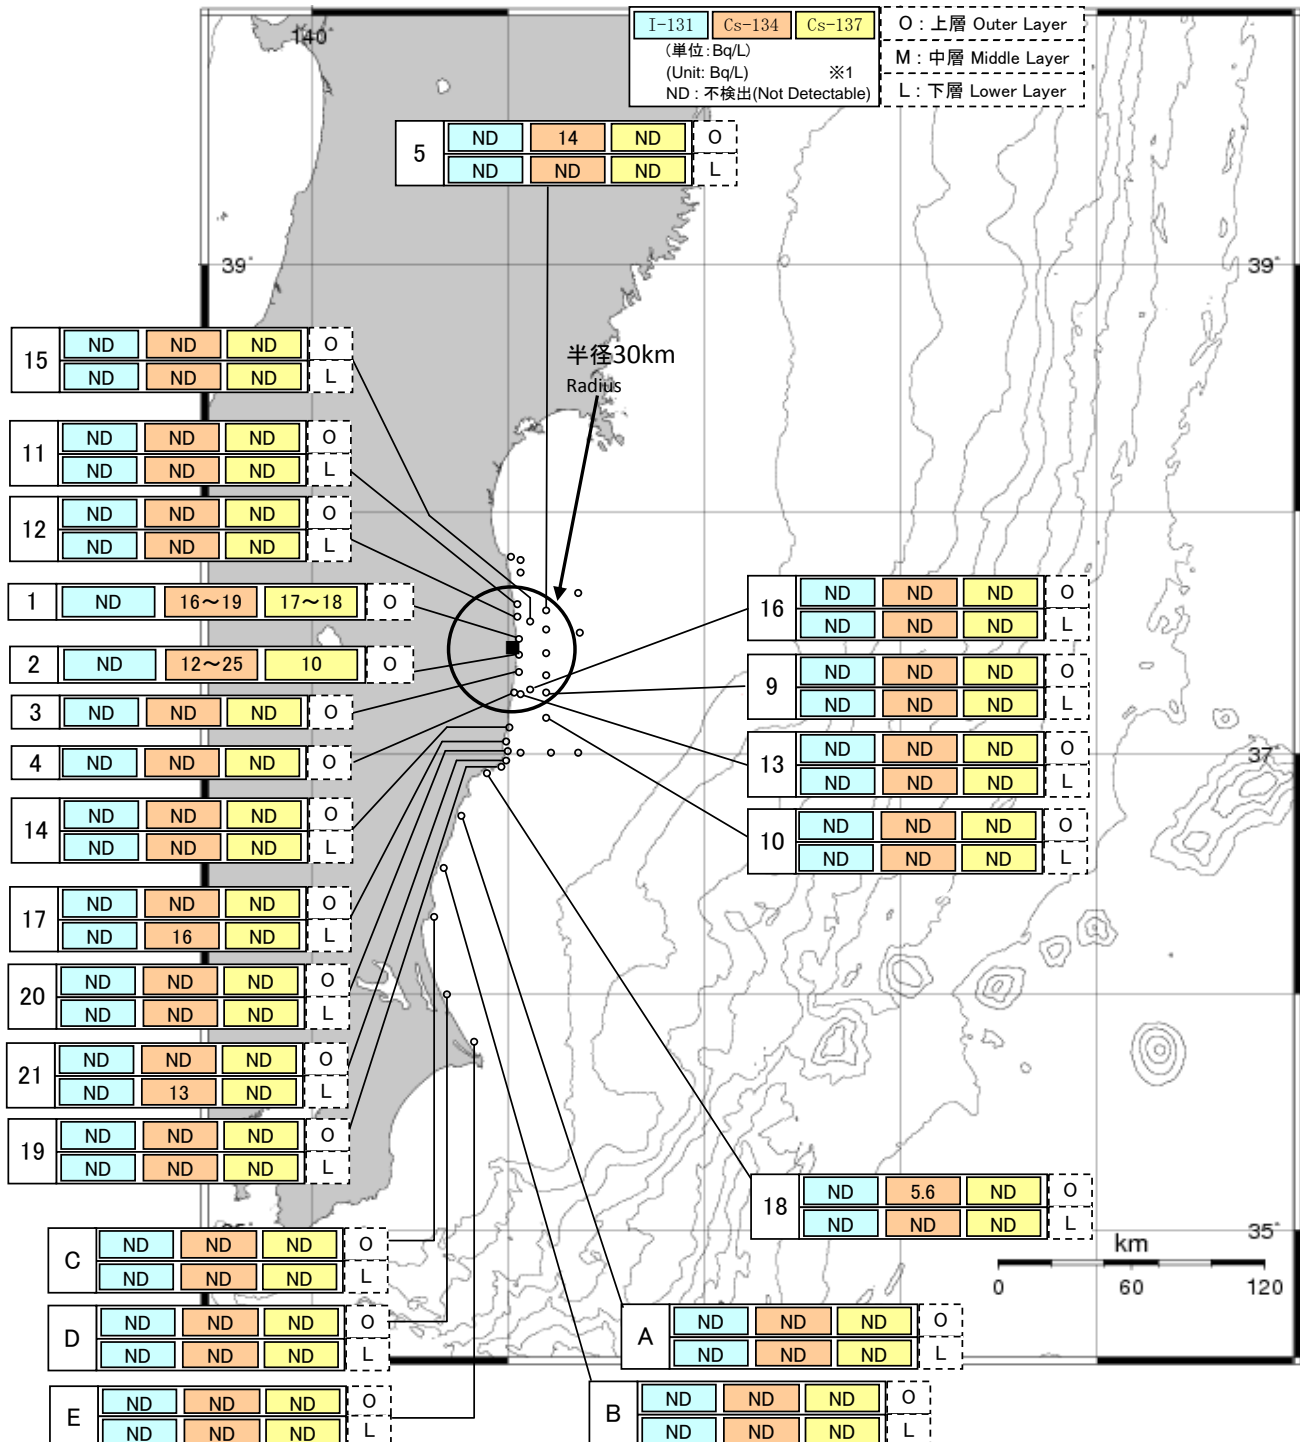 140°
I-131 Cs-134 Cs-137
(単位:Bq/L)
(Unit: Bq/L) ※1
ND : 不検出(Not Detectable)
O : 上層 Outer Layer
M : 中層 Middle Layer
L : 下層 Lower Layer
5
ND 14 ND O
ND ND ND L
39° 39°
半径30km
Radius
15
ND ND ND O
ND ND ND L
11
ND ND ND O
ND ND ND L
12
ND ND ND O
ND ND ND L
1 ND 16～19 17～18 O
2 ND 12～25 10 O
3 ND ND ND O
4 ND ND ND O
14
ND ND ND O
ND ND ND L
17
ND ND ND O
ND 16 ND L
20
ND ND ND O
ND ND ND L
21
ND ND ND O
ND 13 ND L
19
ND ND ND O
ND ND ND L
16
ND ND ND O
ND ND ND L
9
ND ND ND O
ND ND ND L
37°
13
ND ND ND O
ND ND ND L
10
ND ND ND O
ND ND ND L
18
ND 5.6 ND O
ND ND ND L
35°
km
0 60 120
C
ND ND ND O
ND ND ND L
D
ND ND ND O
ND ND ND L
E
ND ND ND O
ND ND ND L
A
ND ND ND O
ND ND ND L
B
ND ND ND O
ND ND ND L